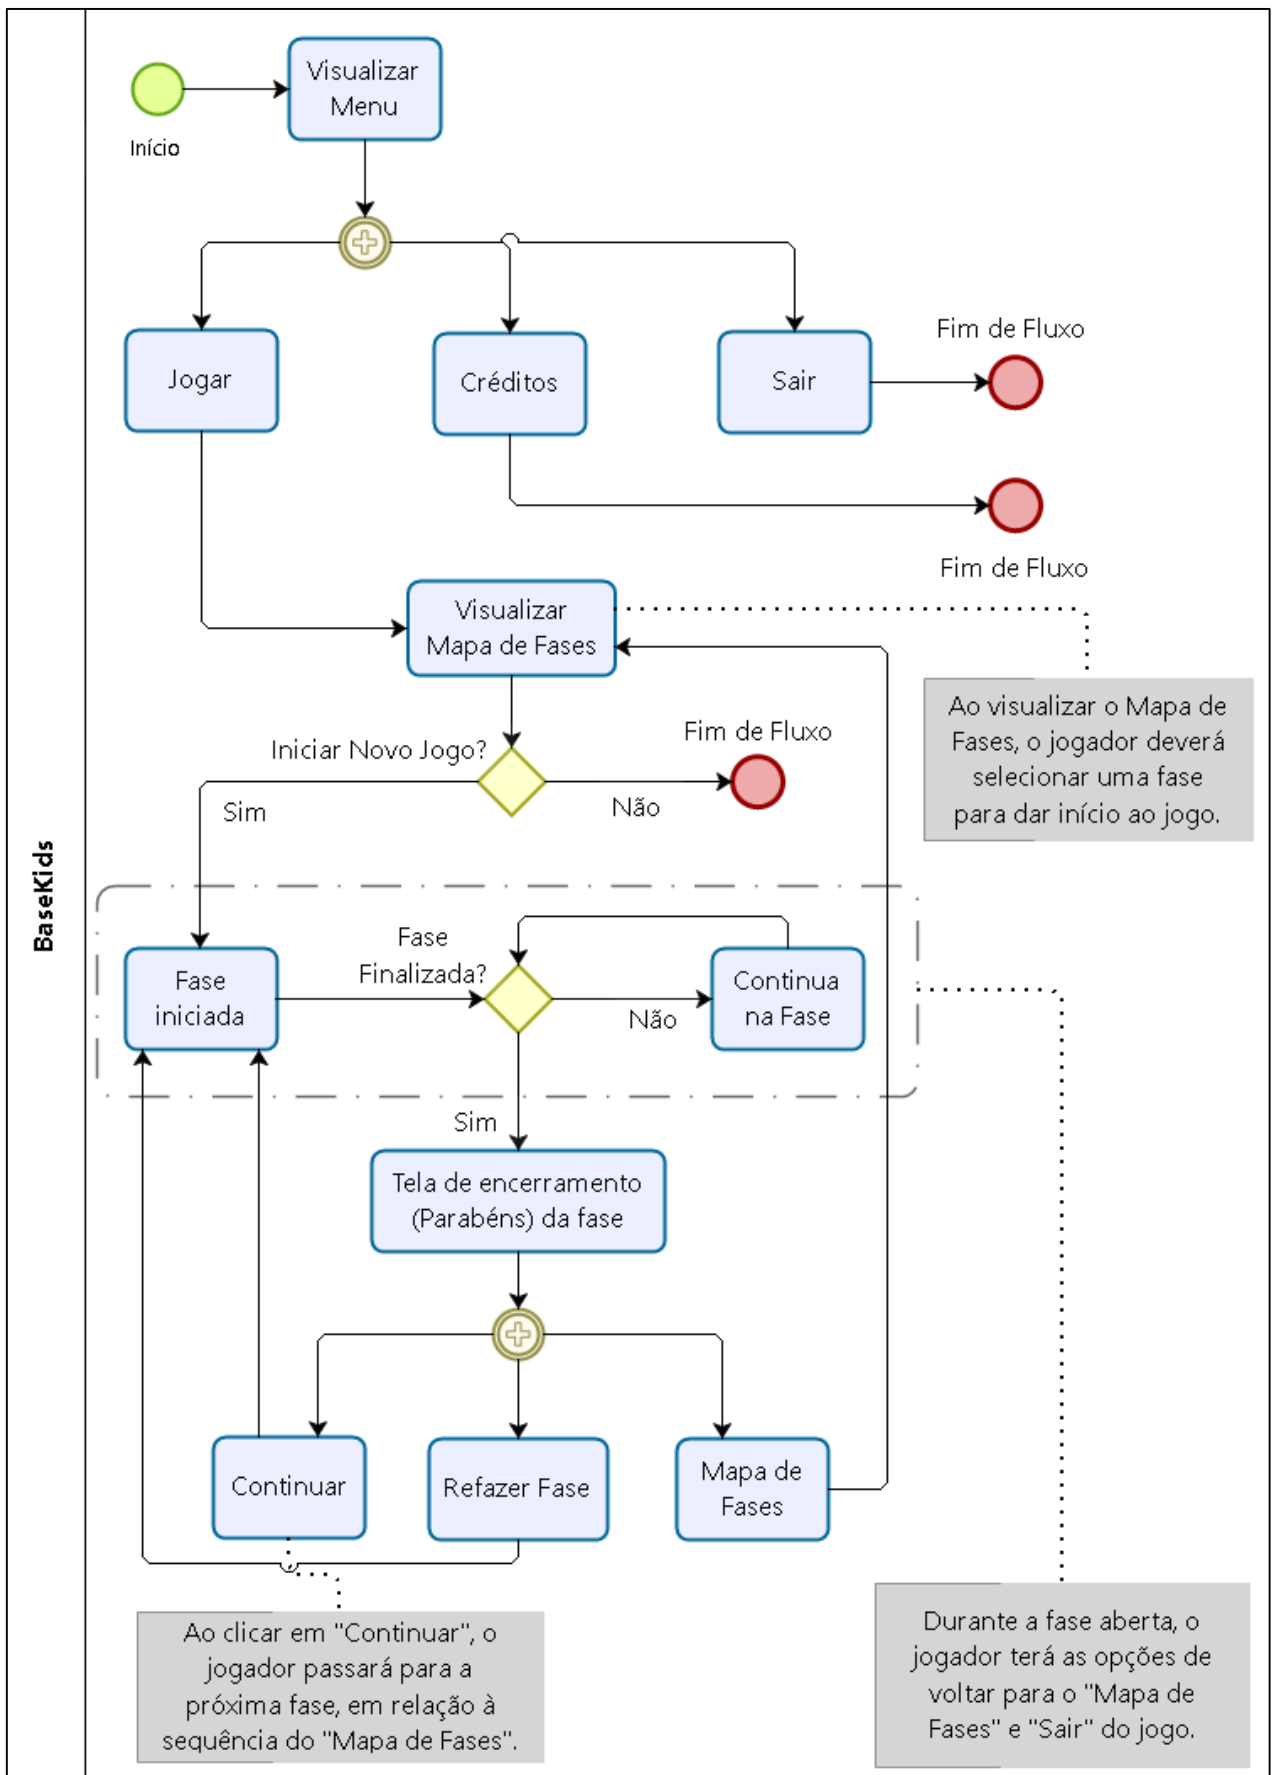 BaseKids
Início
Visualizar
Menu
Jogar
Créditos
Sair
Fim de Fluxo
Fim de Fluxo
Visualizar
Mapa de Fases
Ao visualizar o Mapa de
Fases, o jogador deverá
selecionar uma fase
para dar início ao jogo.
Iniciar Novo Jogo?
Fim de Fluxo
Sim
Não
Fase
iniciada
Fase
Finalizada?
Não
Continua
na Fase
Sim
Tela de encerramento
(Parabéns) da fase
Continuar
Refazer Fase
Mapa de
Fases
Ao clicar em "Continuar", o
jogador passará para a
próxima fase, em relação à
sequência do "Mapa de Fases".
Durante a fase aberta, o
jogador terá as opções de
voltar para o "Mapa de
Fases" e "Sair" do jogo.